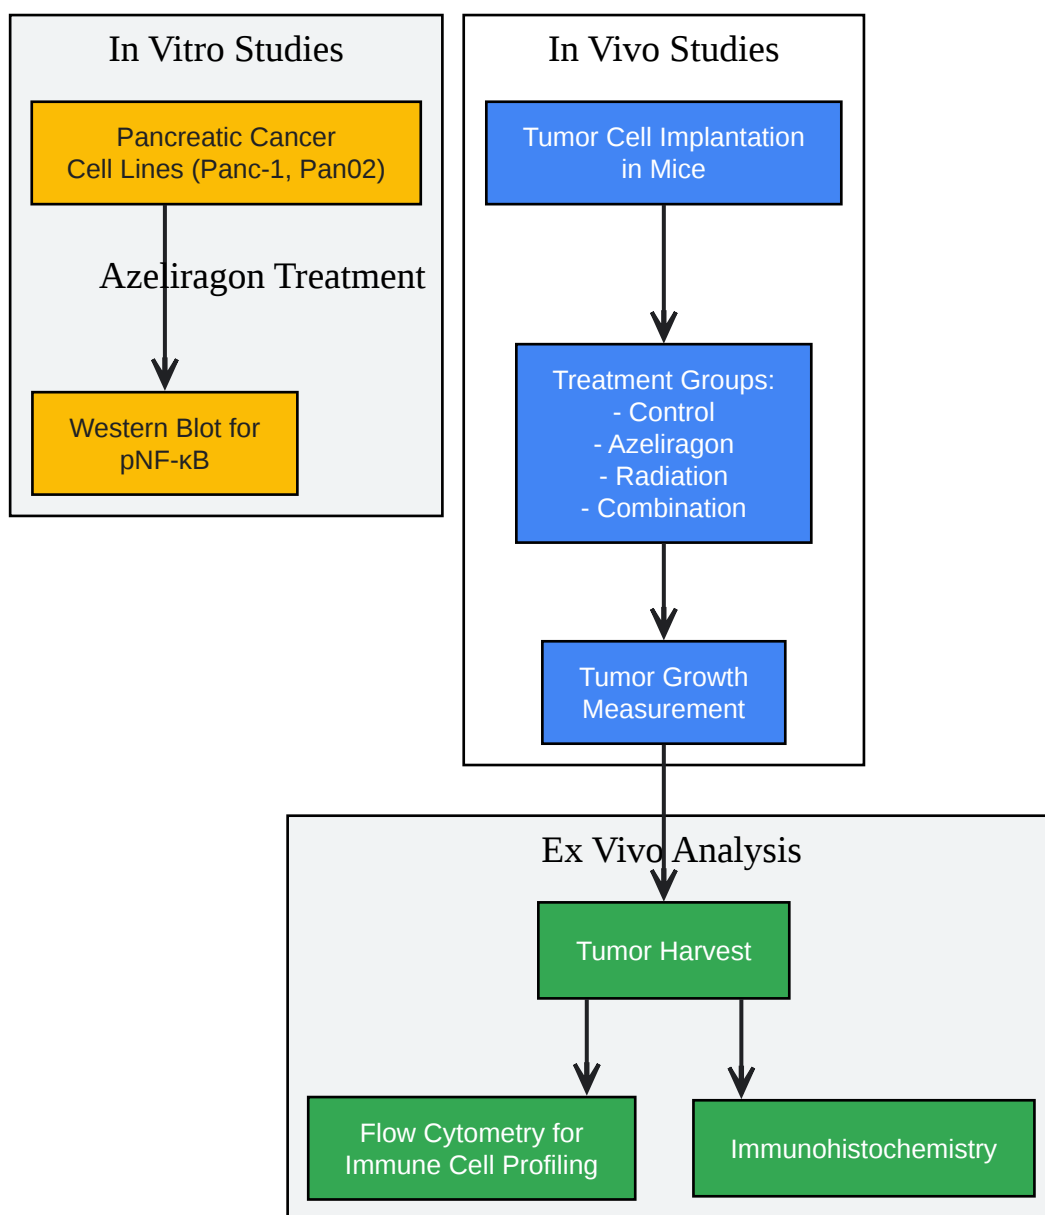 In Vitro Studies
Pancreatic Cancer
Cell Lines (Panc-1, Pan02)
Azeliragon Treatment
Western Blot for
pNF-κB
In Vivo Studies
Tumor Cell Implantation
in Mice
Treatment Groups:
- Control
- Azeliragon
- Radiation
- Combination
Tumor Growth
Measurement
Ex Vivo Analysis
Tumor Harvest
Flow Cytometry for
Immune Cell Profiling
Immunohistochemistry